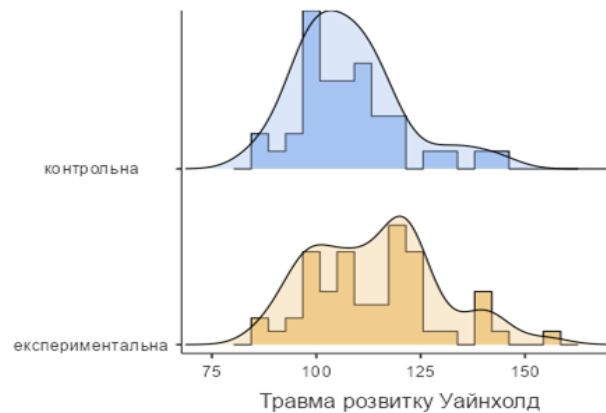 контрольна
експериментальна
75 100 125 150
Травма розвитку Уайнхолд